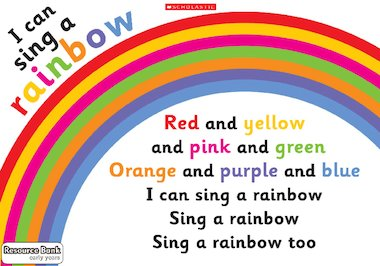 SCHOLASTIC
I can
sing a
rainbow
Red and yellow
and pink and green
Orange and purple and blue
I can sing a rainbow
Sing a rainbow
Sing a rainbow too
Resource Bank
early years